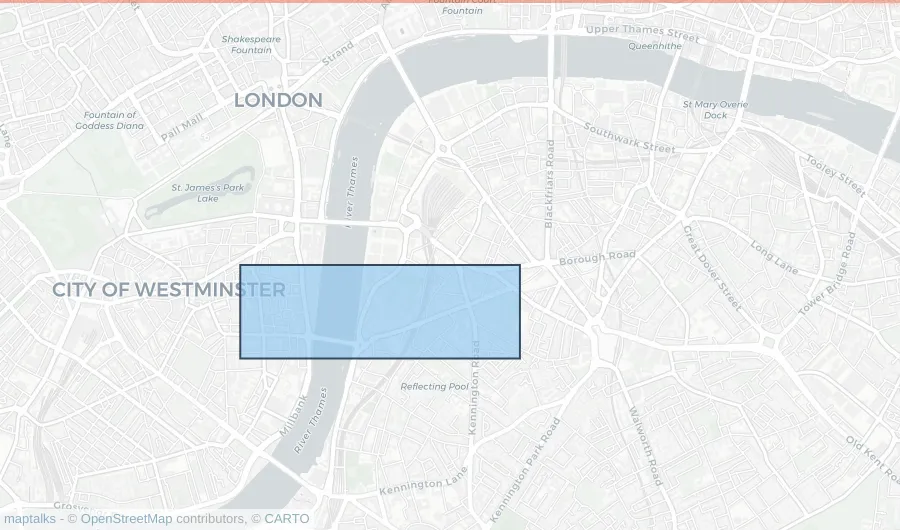 Fountain Court
Fountain
Upper Thames Street
Queenhithe
Shakespeare
Fountain
Strand
LONDON
St Mary Overie
Dock
Fountain of
Goddess Diana
Pall Mall
Southwark Street
Lane
Blackfriars Road
Tooley Street
St. James's Park
Lake
River Thames
Great Dover Street
Long Lane
Borough Road
Tower Bridge Road
CITY OF WESTMINSTER
Reflecting Pool
Kennington Road
Millbank
River Thames
Walworth Road
Kennington Park Road
Old Kent Road
Kennington Lane
maptalks - © OpenStreetMap contributors, © CARTO